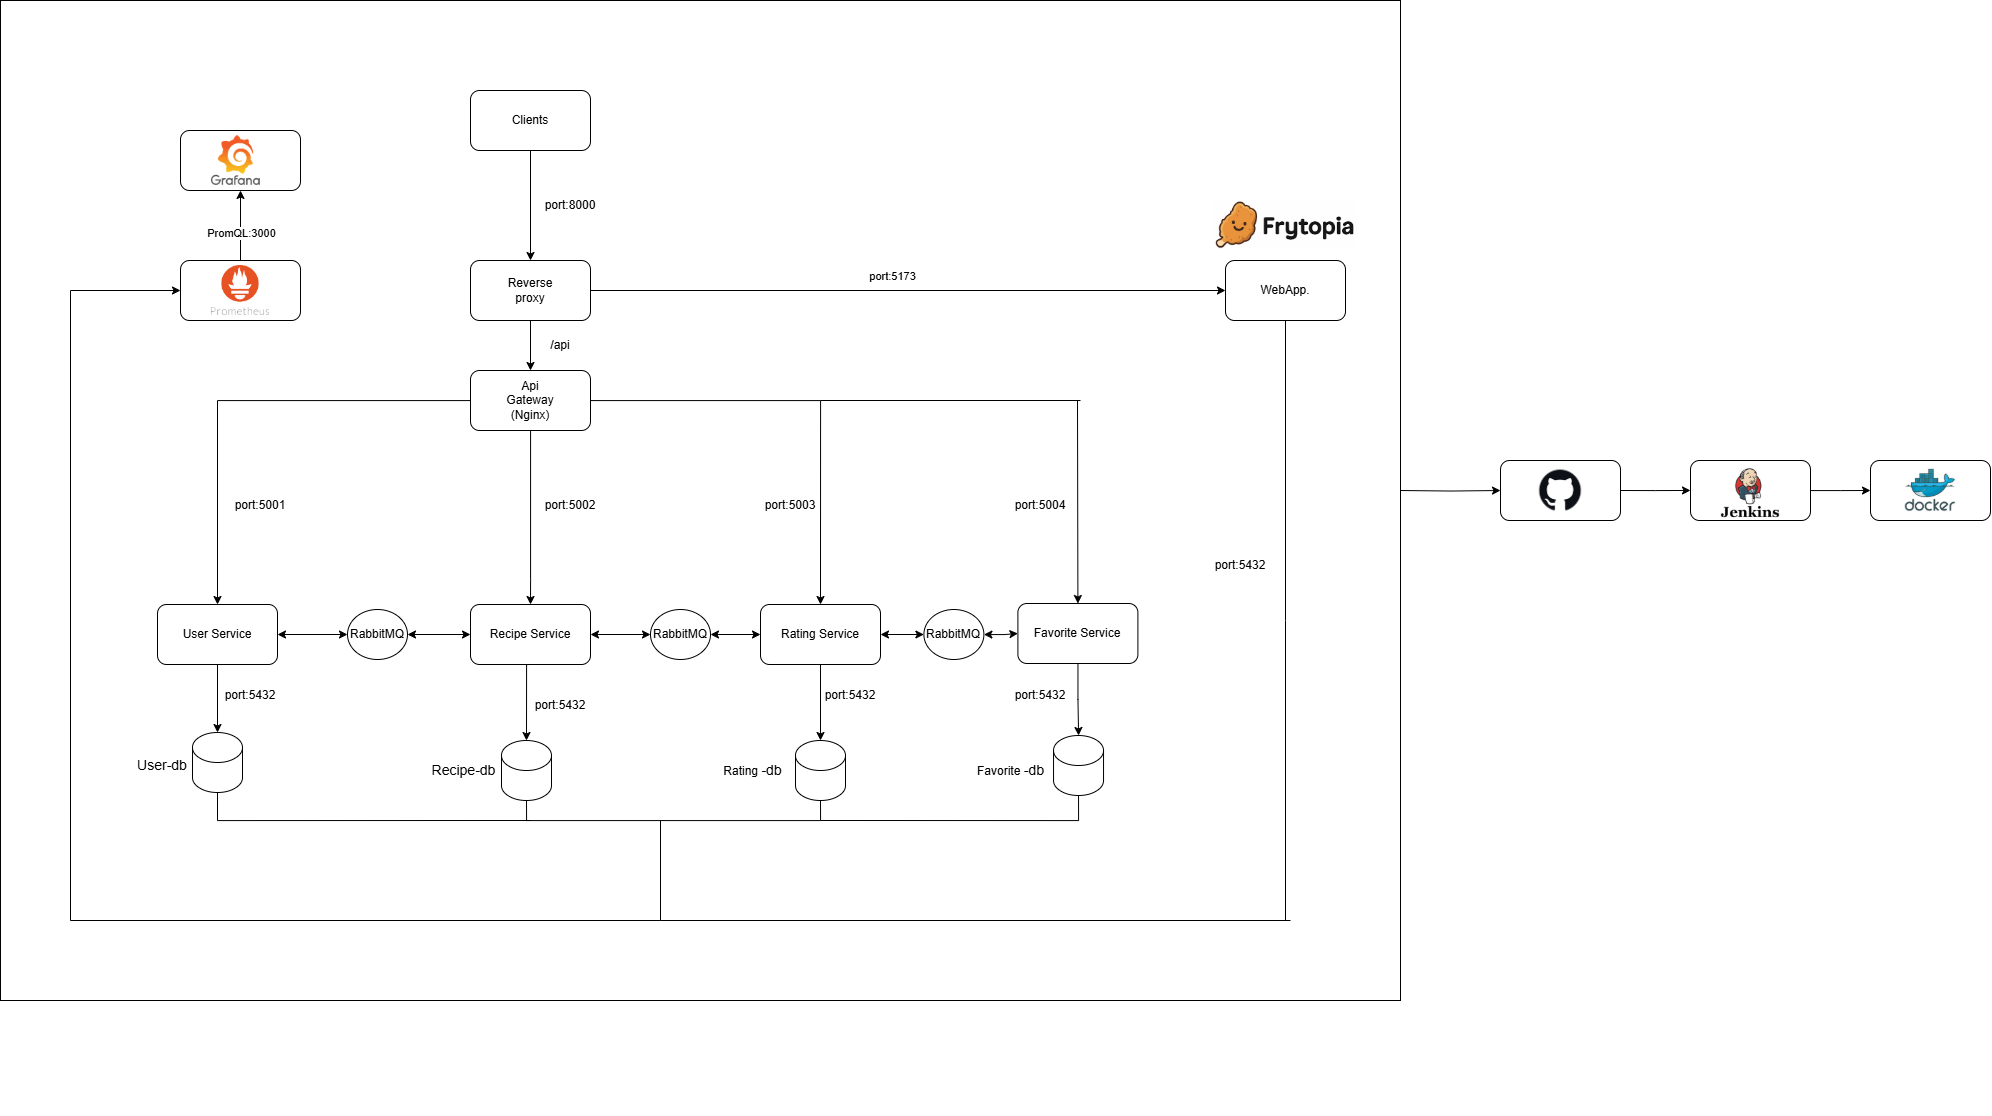 Clients
Grafana
port:8000
PromQL:3000
Frytopia
port:5173
Reverse
proxy
WebApp.
Prometheus
/api
Api
Gateway
(Nginx)
port:5001
port:5002
port:5003
port:5004
Jenkins
docker
port:5432
User Service
RabbitMQ
Recipe Service
RabbitMQ
Rating Service
RabbitMQ
Favorite Service
port:5432
port:5432
port:5432
port:5432
User-db
Recipe-db
Rating -db
Favorite -db